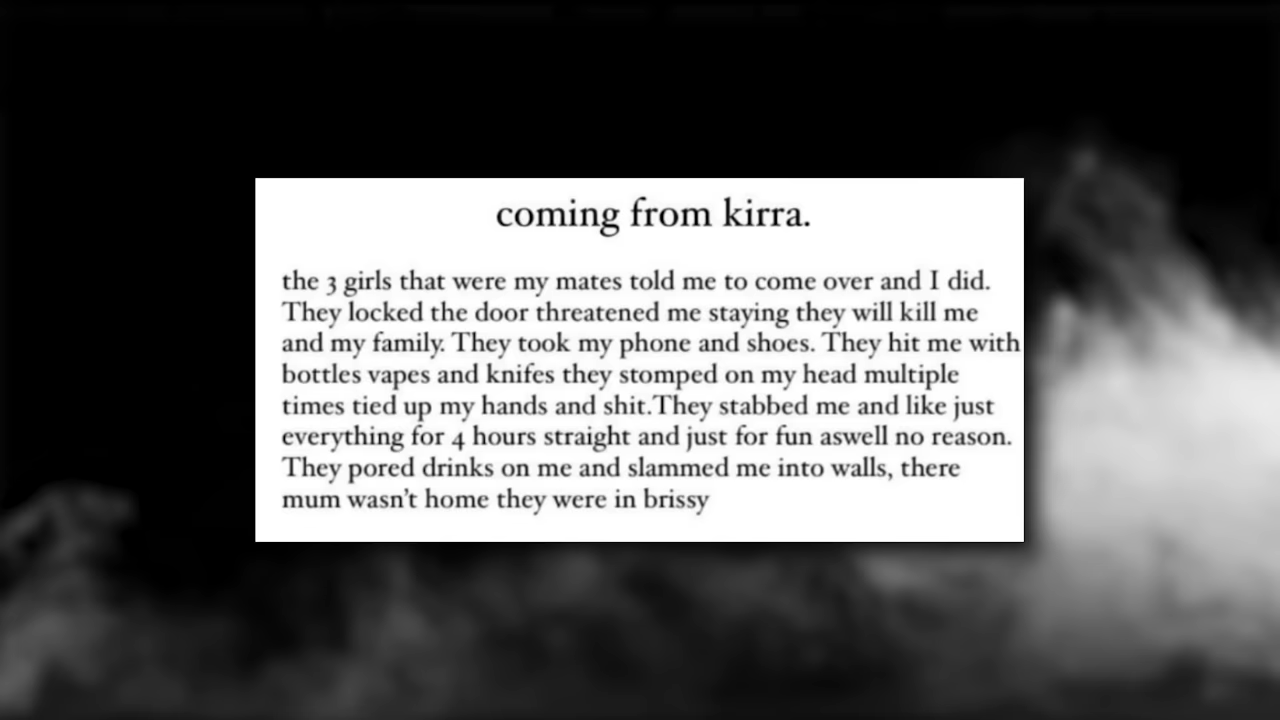 coming from kirra.
the 3 girls that were my mates told me to come over and I did.
They locked the door threatened me staying they will kill me
and my family. They took my phone and shoes. They hit me with
bottles vapes and knifes they stomped on my head multiple
times tied up my hands and shit.They stabbed me and like just
everything for 4 hours straight and just for fun aswell no reason.
They pored drinks on me and slammed me into walls, there
mum wasn't home they were in brissy